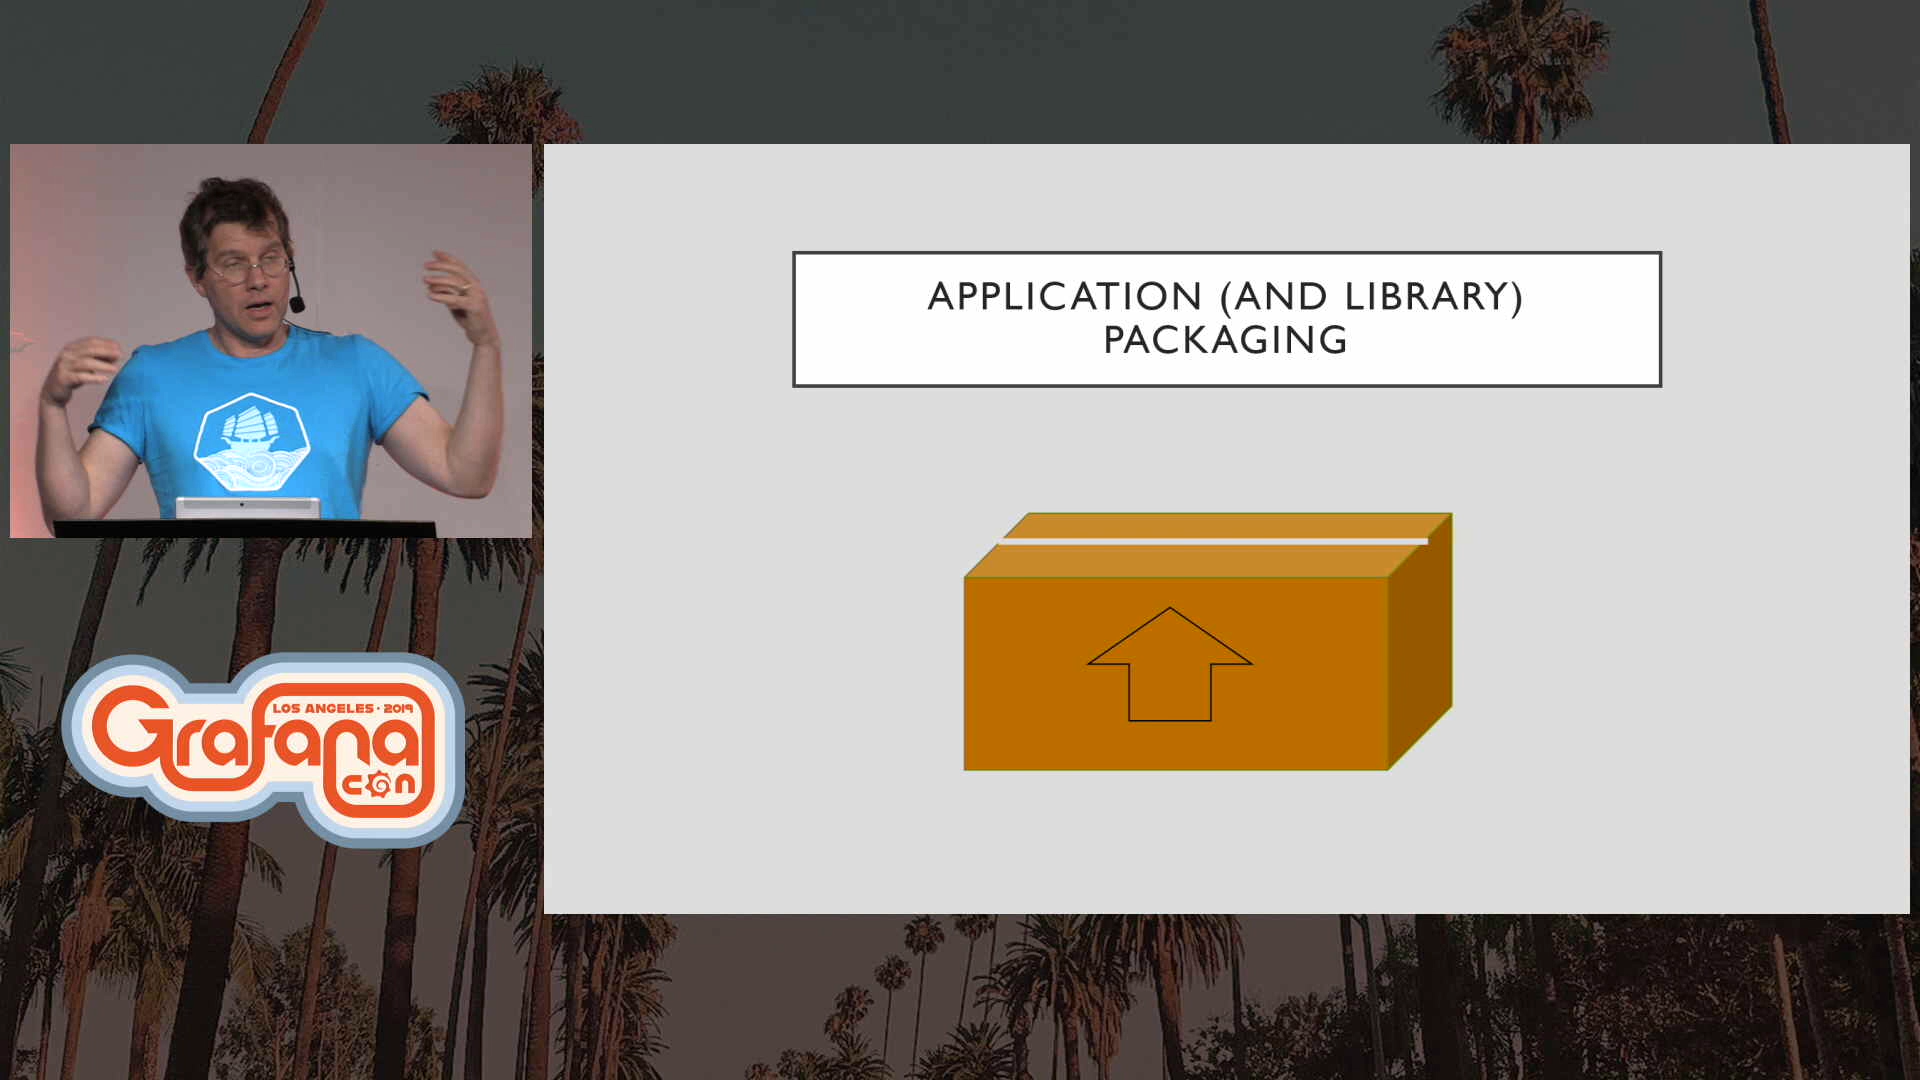 APPLICATION (AND LIBRARY)
PACKAGING
LOS ANGELES · 2019
Grafana
con